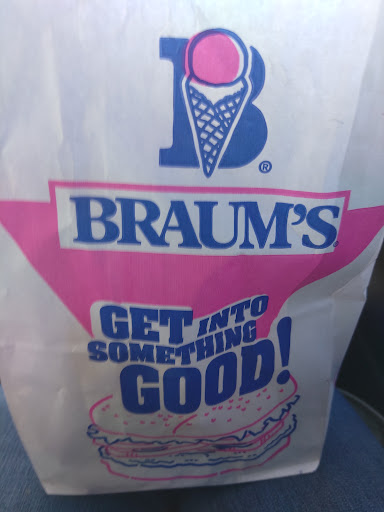 B®
BRAUM'S®
GET INTO
SOMETHING
GOOD!